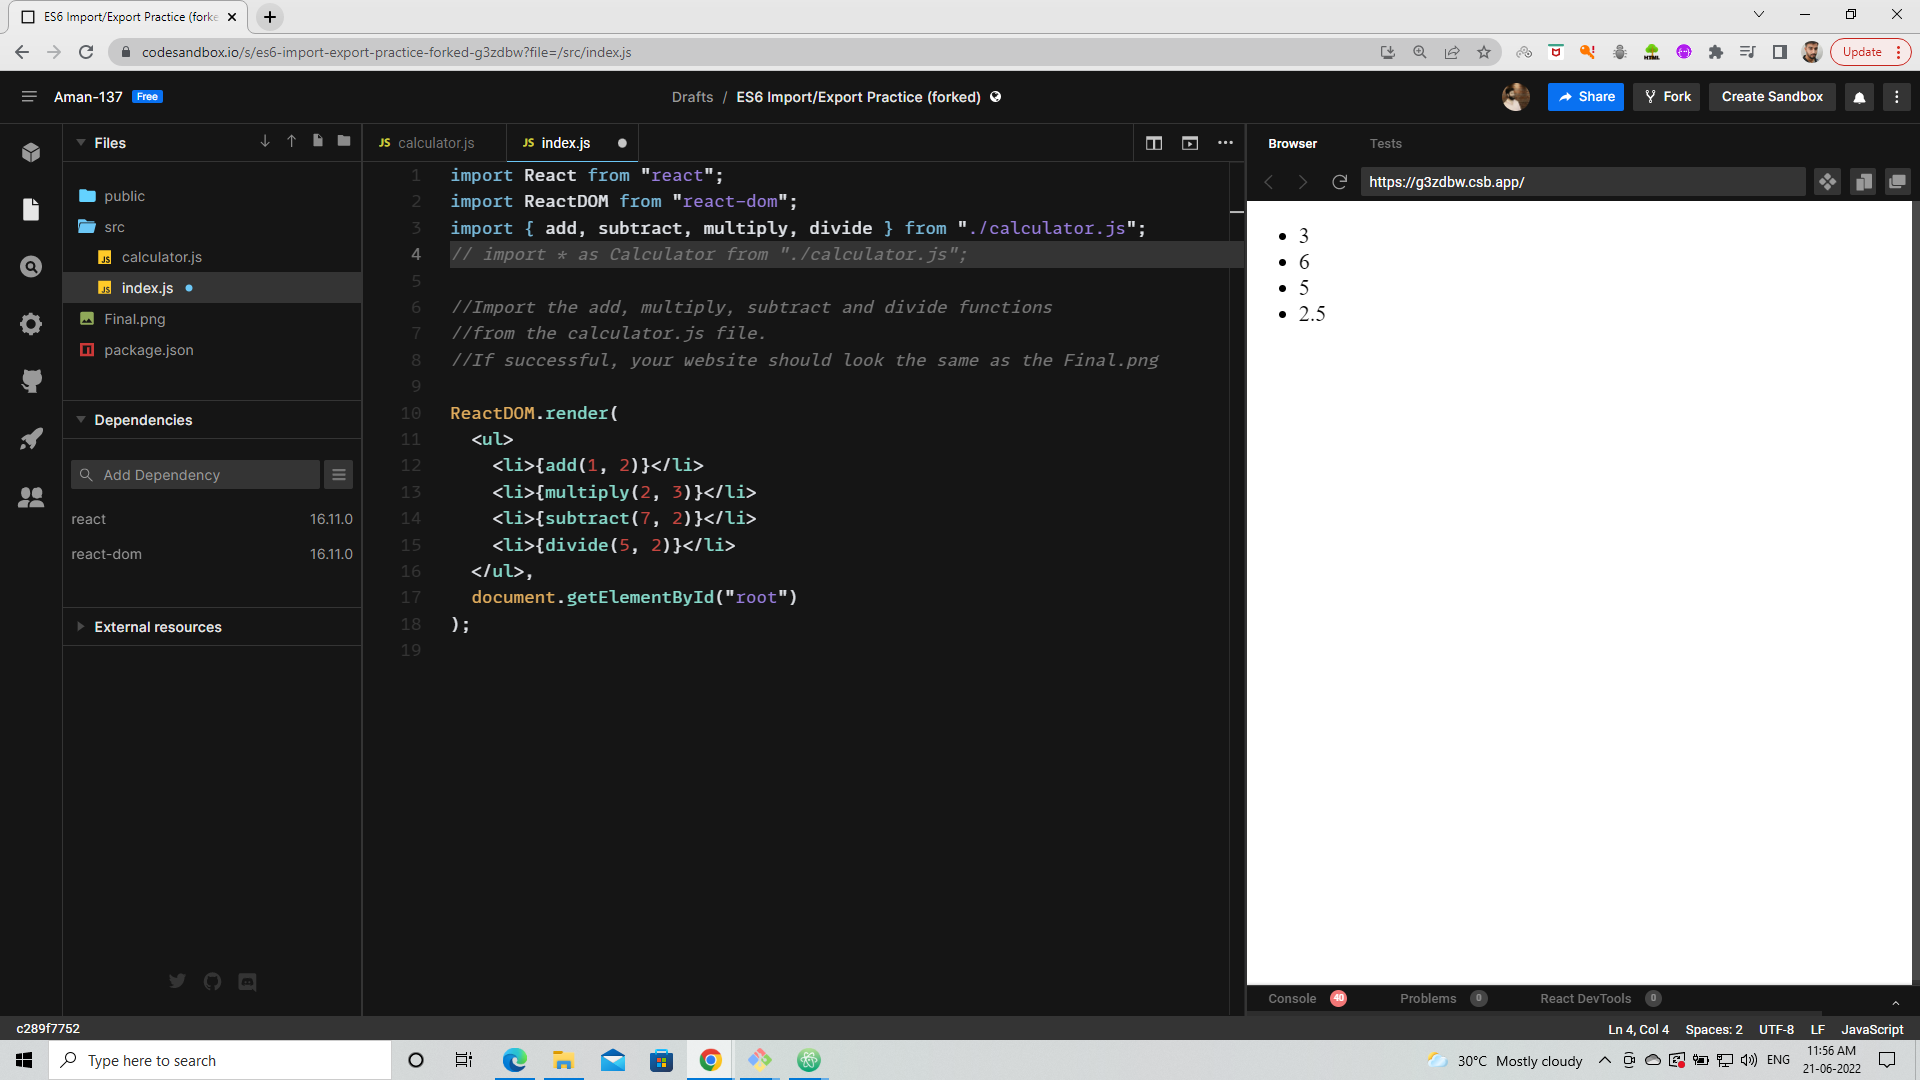 ES6 Import/Export Practice (forke
codesandbox.io/s/es6-import-export-practice-forked-g3zdbw?file=/src/index.js
Update
Aman-137 Free
Drafts / ES6 Import/Export Practice (forked)
Share
Fork
Create Sandbox
Files
public
src
JS calculator.js
JS index.js
Final.png
package.json
Dependencies
Add Dependency
react 16.11.0
react-dom 16.11.0
External resources
JS calculator.js
JS index.js
1 import React from "react";
2 import ReactDOM from "react-dom";
3 import { add, subtract, multiply, divide } from "./calculator.js";
4 // import * as Calculator from "./calculator.js";
5
6 //Import the add, multiply, subtract and divide functions
7 //from the calculator.js file.
8 //If successful, your website should look the same as the Final.png
9
10 ReactDOM.render(
11 <ul>
12 <li>{add(1, 2)}</li>
13 <li>{multiply(2, 3)}</li>
14 <li>{subtract(7, 2)}</li>
15 <li>{divide(5, 2)}</li>
16 </ul>,
17 document.getElementById("root")
18 );
19
Browser Tests
https://g3zdbw.csb.app/
• 3
• 6
• 5
• 2.5
Console 40 Problems 0 React DevTools 0
c289f7752
Ln 4, Col 4 Spaces: 2 UTF-8 LF JavaScript
Type here to search
30°C Mostly cloudy
ENG
11:56 AM
21-06-2022